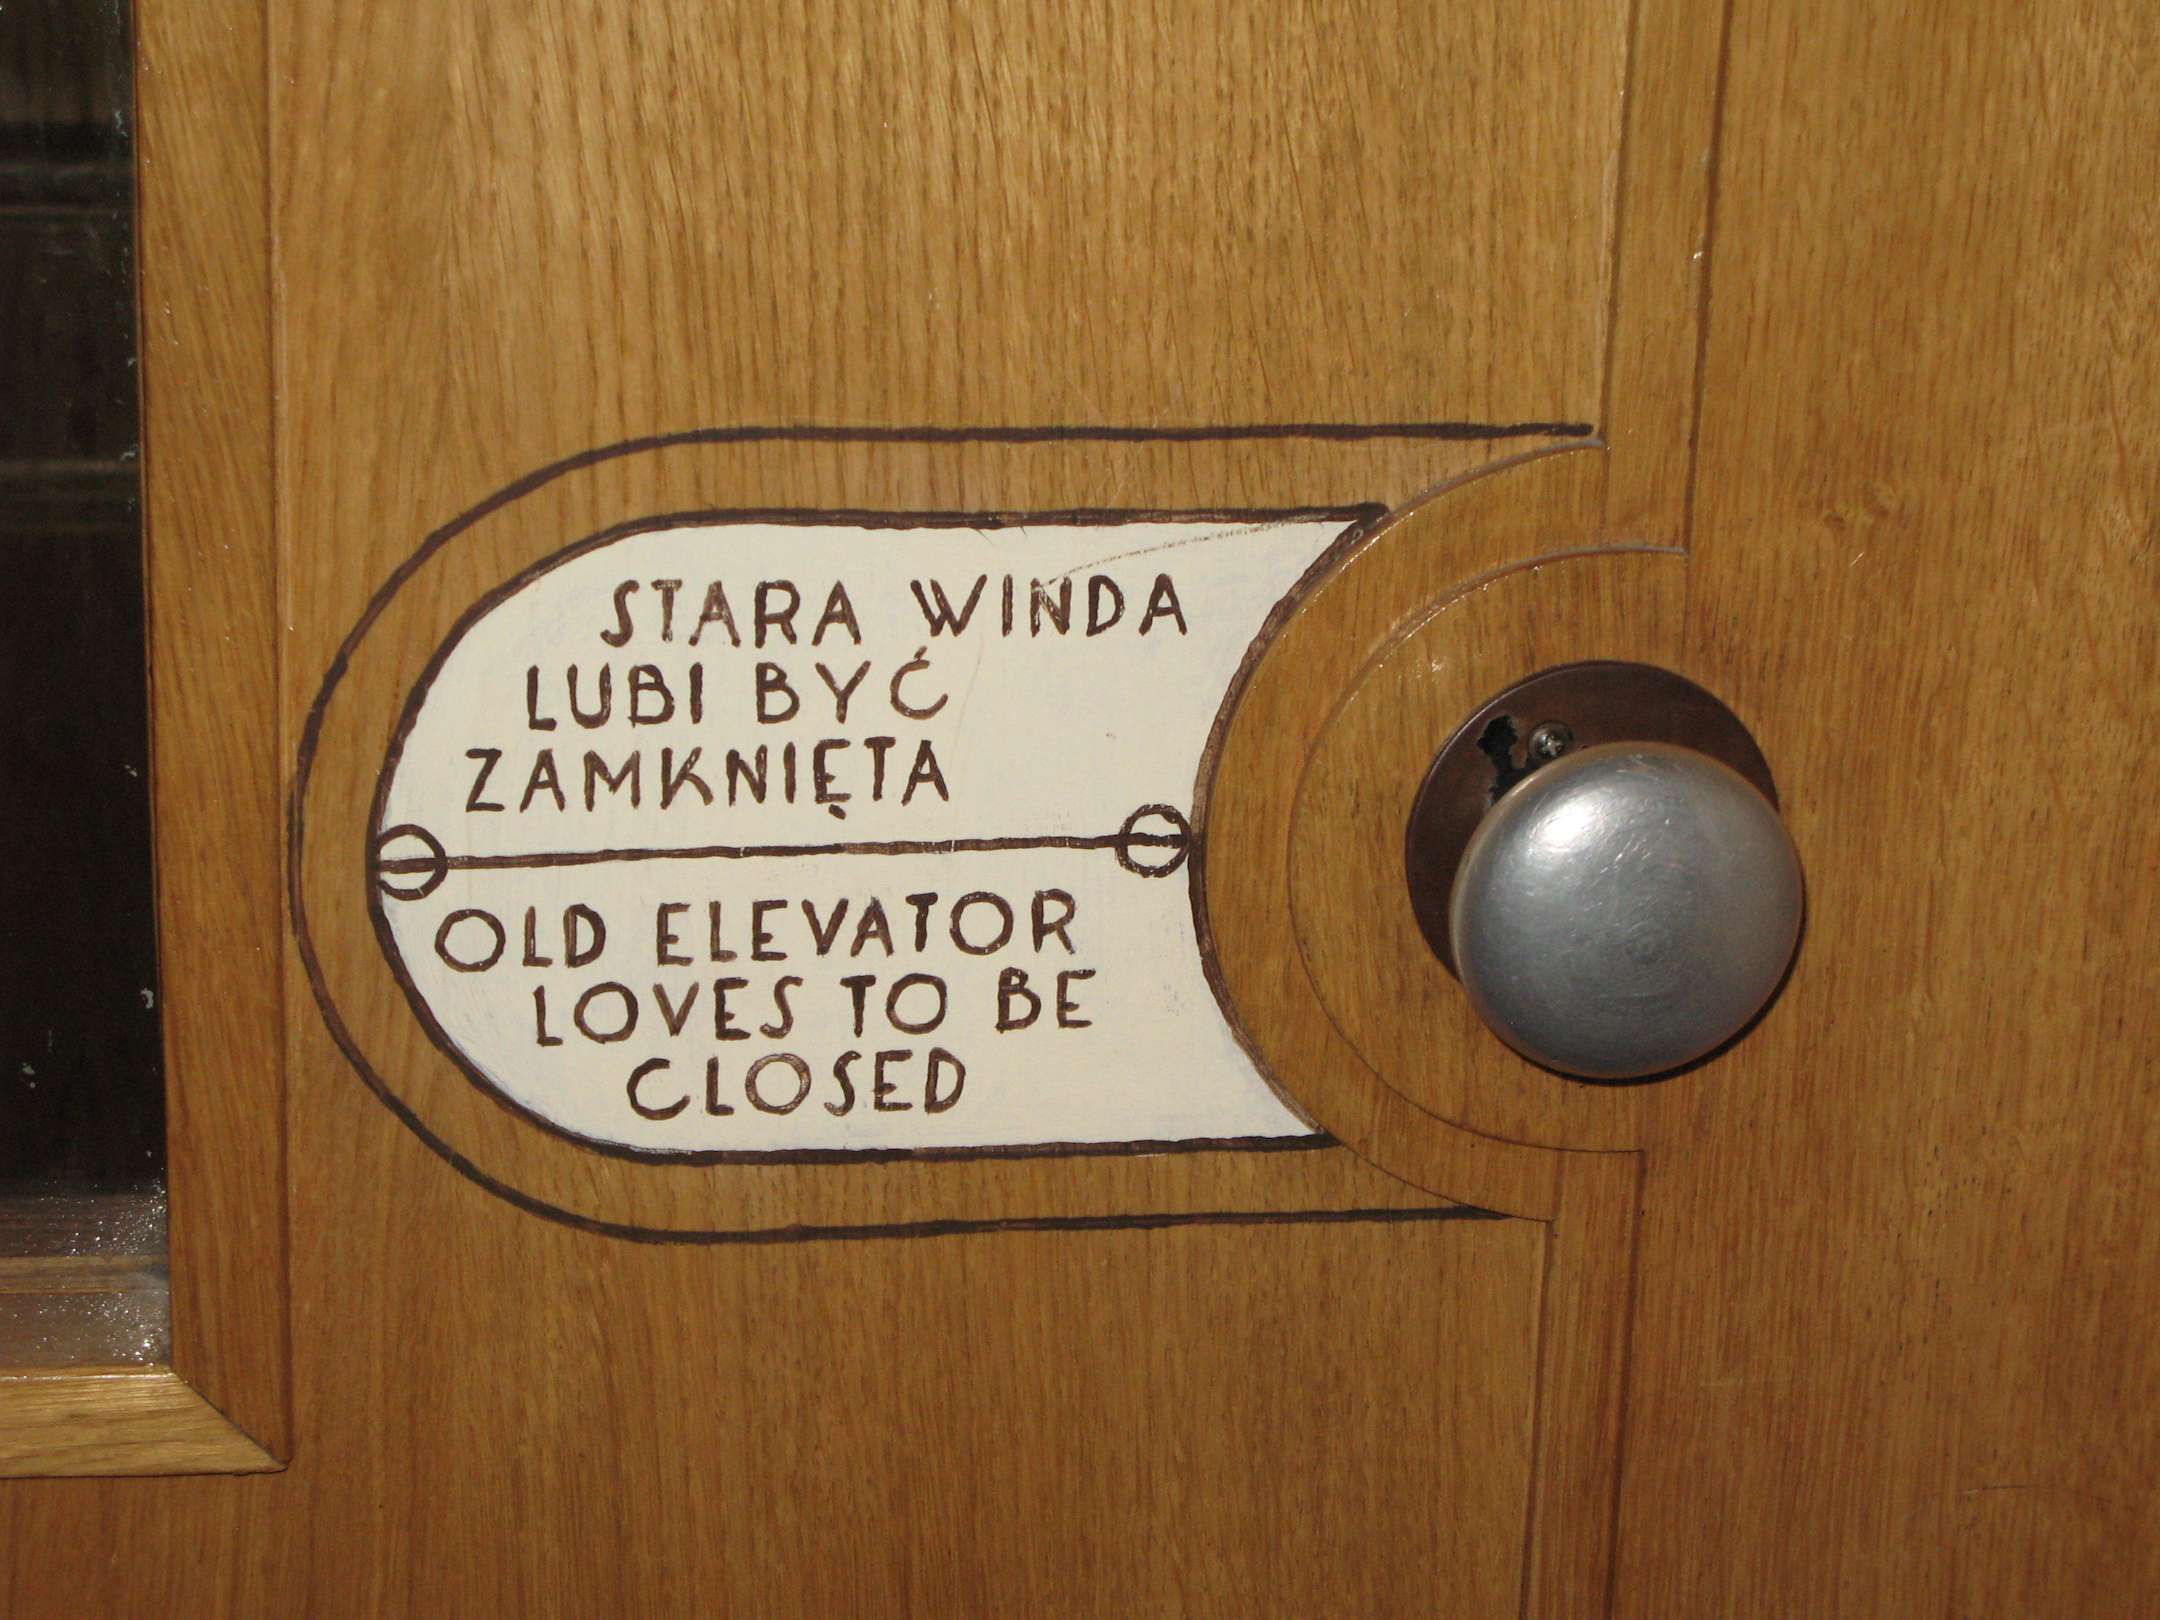 STARA WINDA
LUBI BYĆ
ZAMKNIĘTA
OLD ELEVATOR
LOVES TO BE
CLOSED